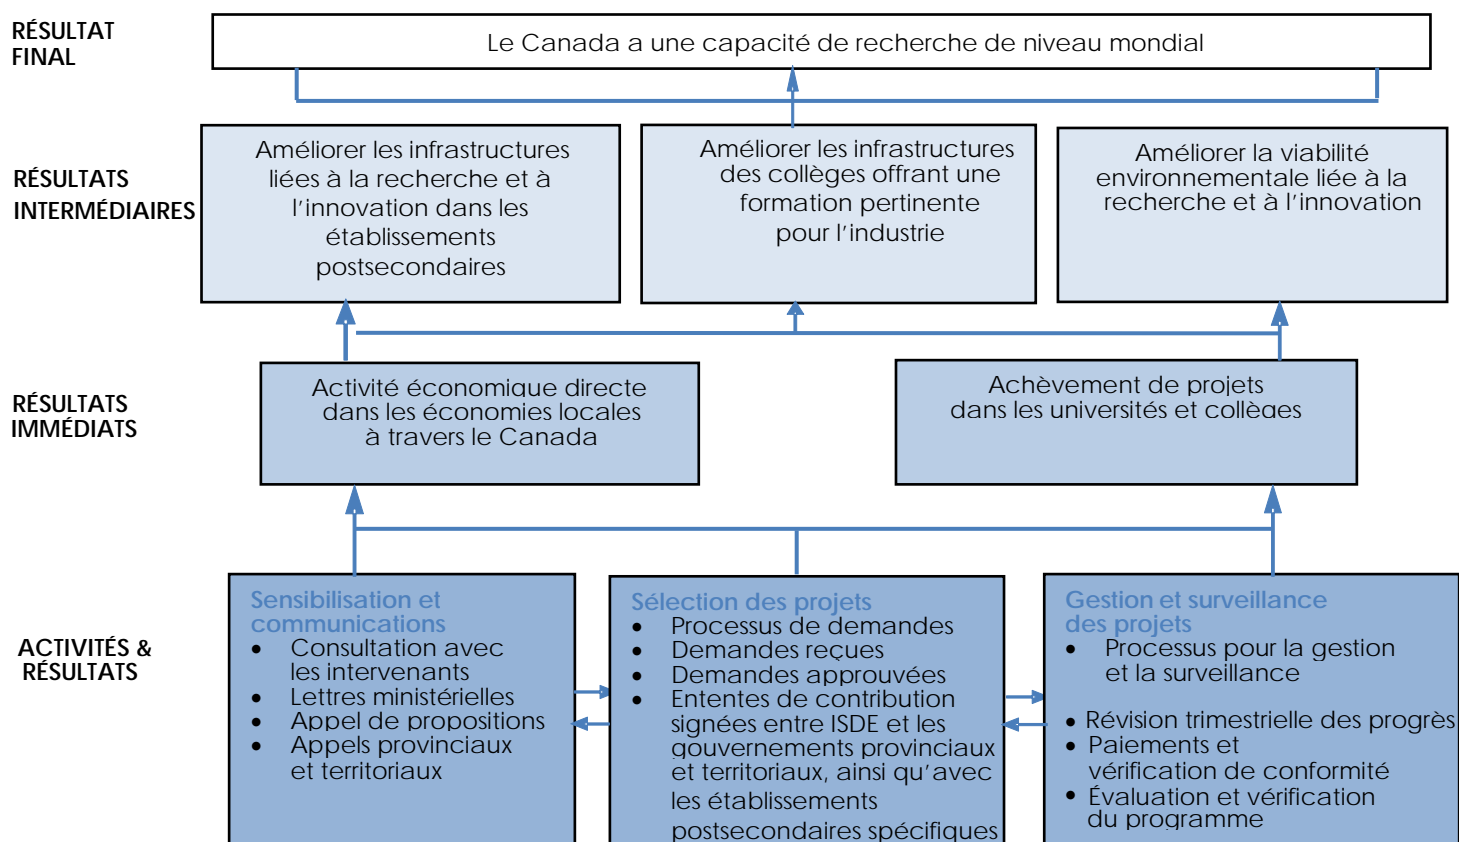 RÉSULTAT
FINAL
Le Canada a une capacité de recherche de niveau mondial
RÉSULTATS
INTERMÉDIAIRES
Améliorer les infrastructures
liées à la recherche et à
l’innovation dans les
établissements
postsecondaires
Améliorer les infrastructures
des collèges offrant une
formation pertinente
pour l’industrie
Améliorer la viabilité
environnementale liée à la
recherche et à l’innovation
RÉSULTATS
IMMÉDIATS
Activité économique directe
dans les économies locales
à travers le Canada
Achèvement de projets
dans les universités et collèges
ACTIVITÉS &
RÉSULTATS
Sensibilisation et
communications
• Consultation avec
les intervenants
• Lettres ministérielles
• Appel de propositions
• Appels provinciaux
et territoriaux
Sélection des projets
• Processus de demandes
• Demandes reçues
• Demandes approuvées
• Ententes de contribution
signées entre ISDE et les
gouvernements provinciaux
et territoriaux, ainsi qu’avec
les établissements
postsecondaires spécifiques
Gestion et surveillance
des projets
• Processus pour la gestion
et la surveillance
• Révision trimestrielle des progrès
• Paiements et
vérification de conformité
• Évaluation et vérification
du programme